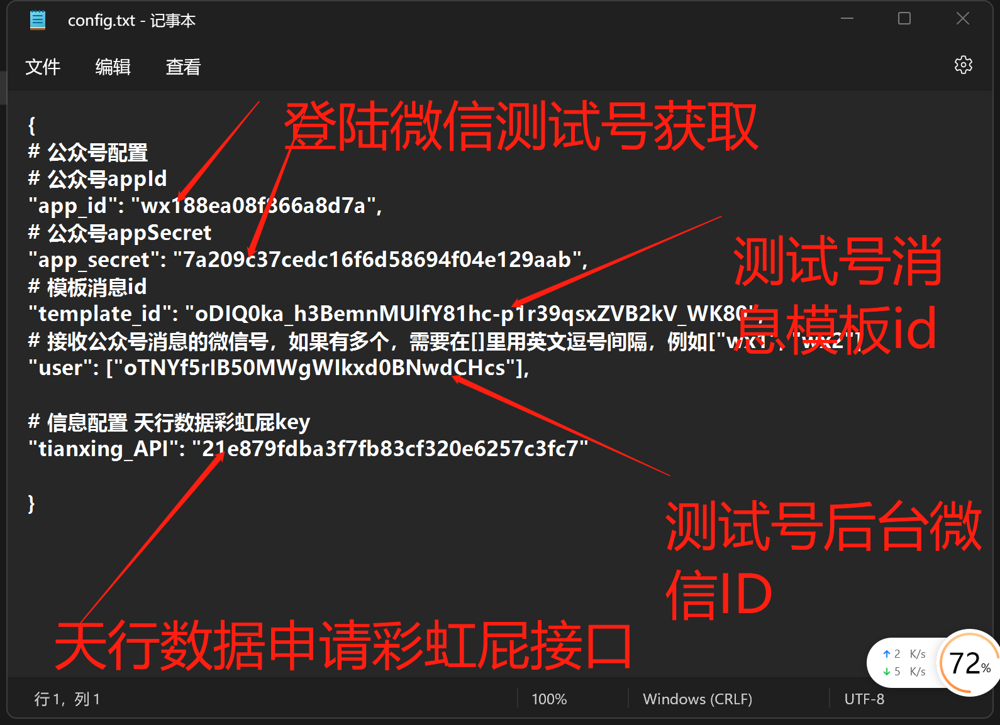 config.txt - 记事本
文件 编辑 查看
登陆微信测试号获取
{
# 公众号配置
# 公众号appId
"app_id": "wx188ea08f366a8d7a",
# 公众号appSecret
"app_secret": "7a209c37cedc16f6d58694f04e129aab",
测试号消
# 模板消息id
"template_id": "oDIQ0ka_h3BemnMUlfY81hc-p1r39qsxZVB2kV_WK80",
息模板id
# 接收公众号消息的微信号，如果有多个，需要在[]里用英文逗号间隔，例如["wx1", "wx2"]
"user": ["oTNYf5rIB50MWgWIkxd0BNwdCHcs"],
# 信息配置 天行数据彩虹屁key
"tianxing_API": "21e879fdba3f7fb83cf320e6257c3fc7"
}
测试号后台微
信ID
天行数据申请彩虹屁接口
↑ 2 K/s
↓ 5 K/s
72%
行 1，列 1 100% Windows (CRLF) UTF-8